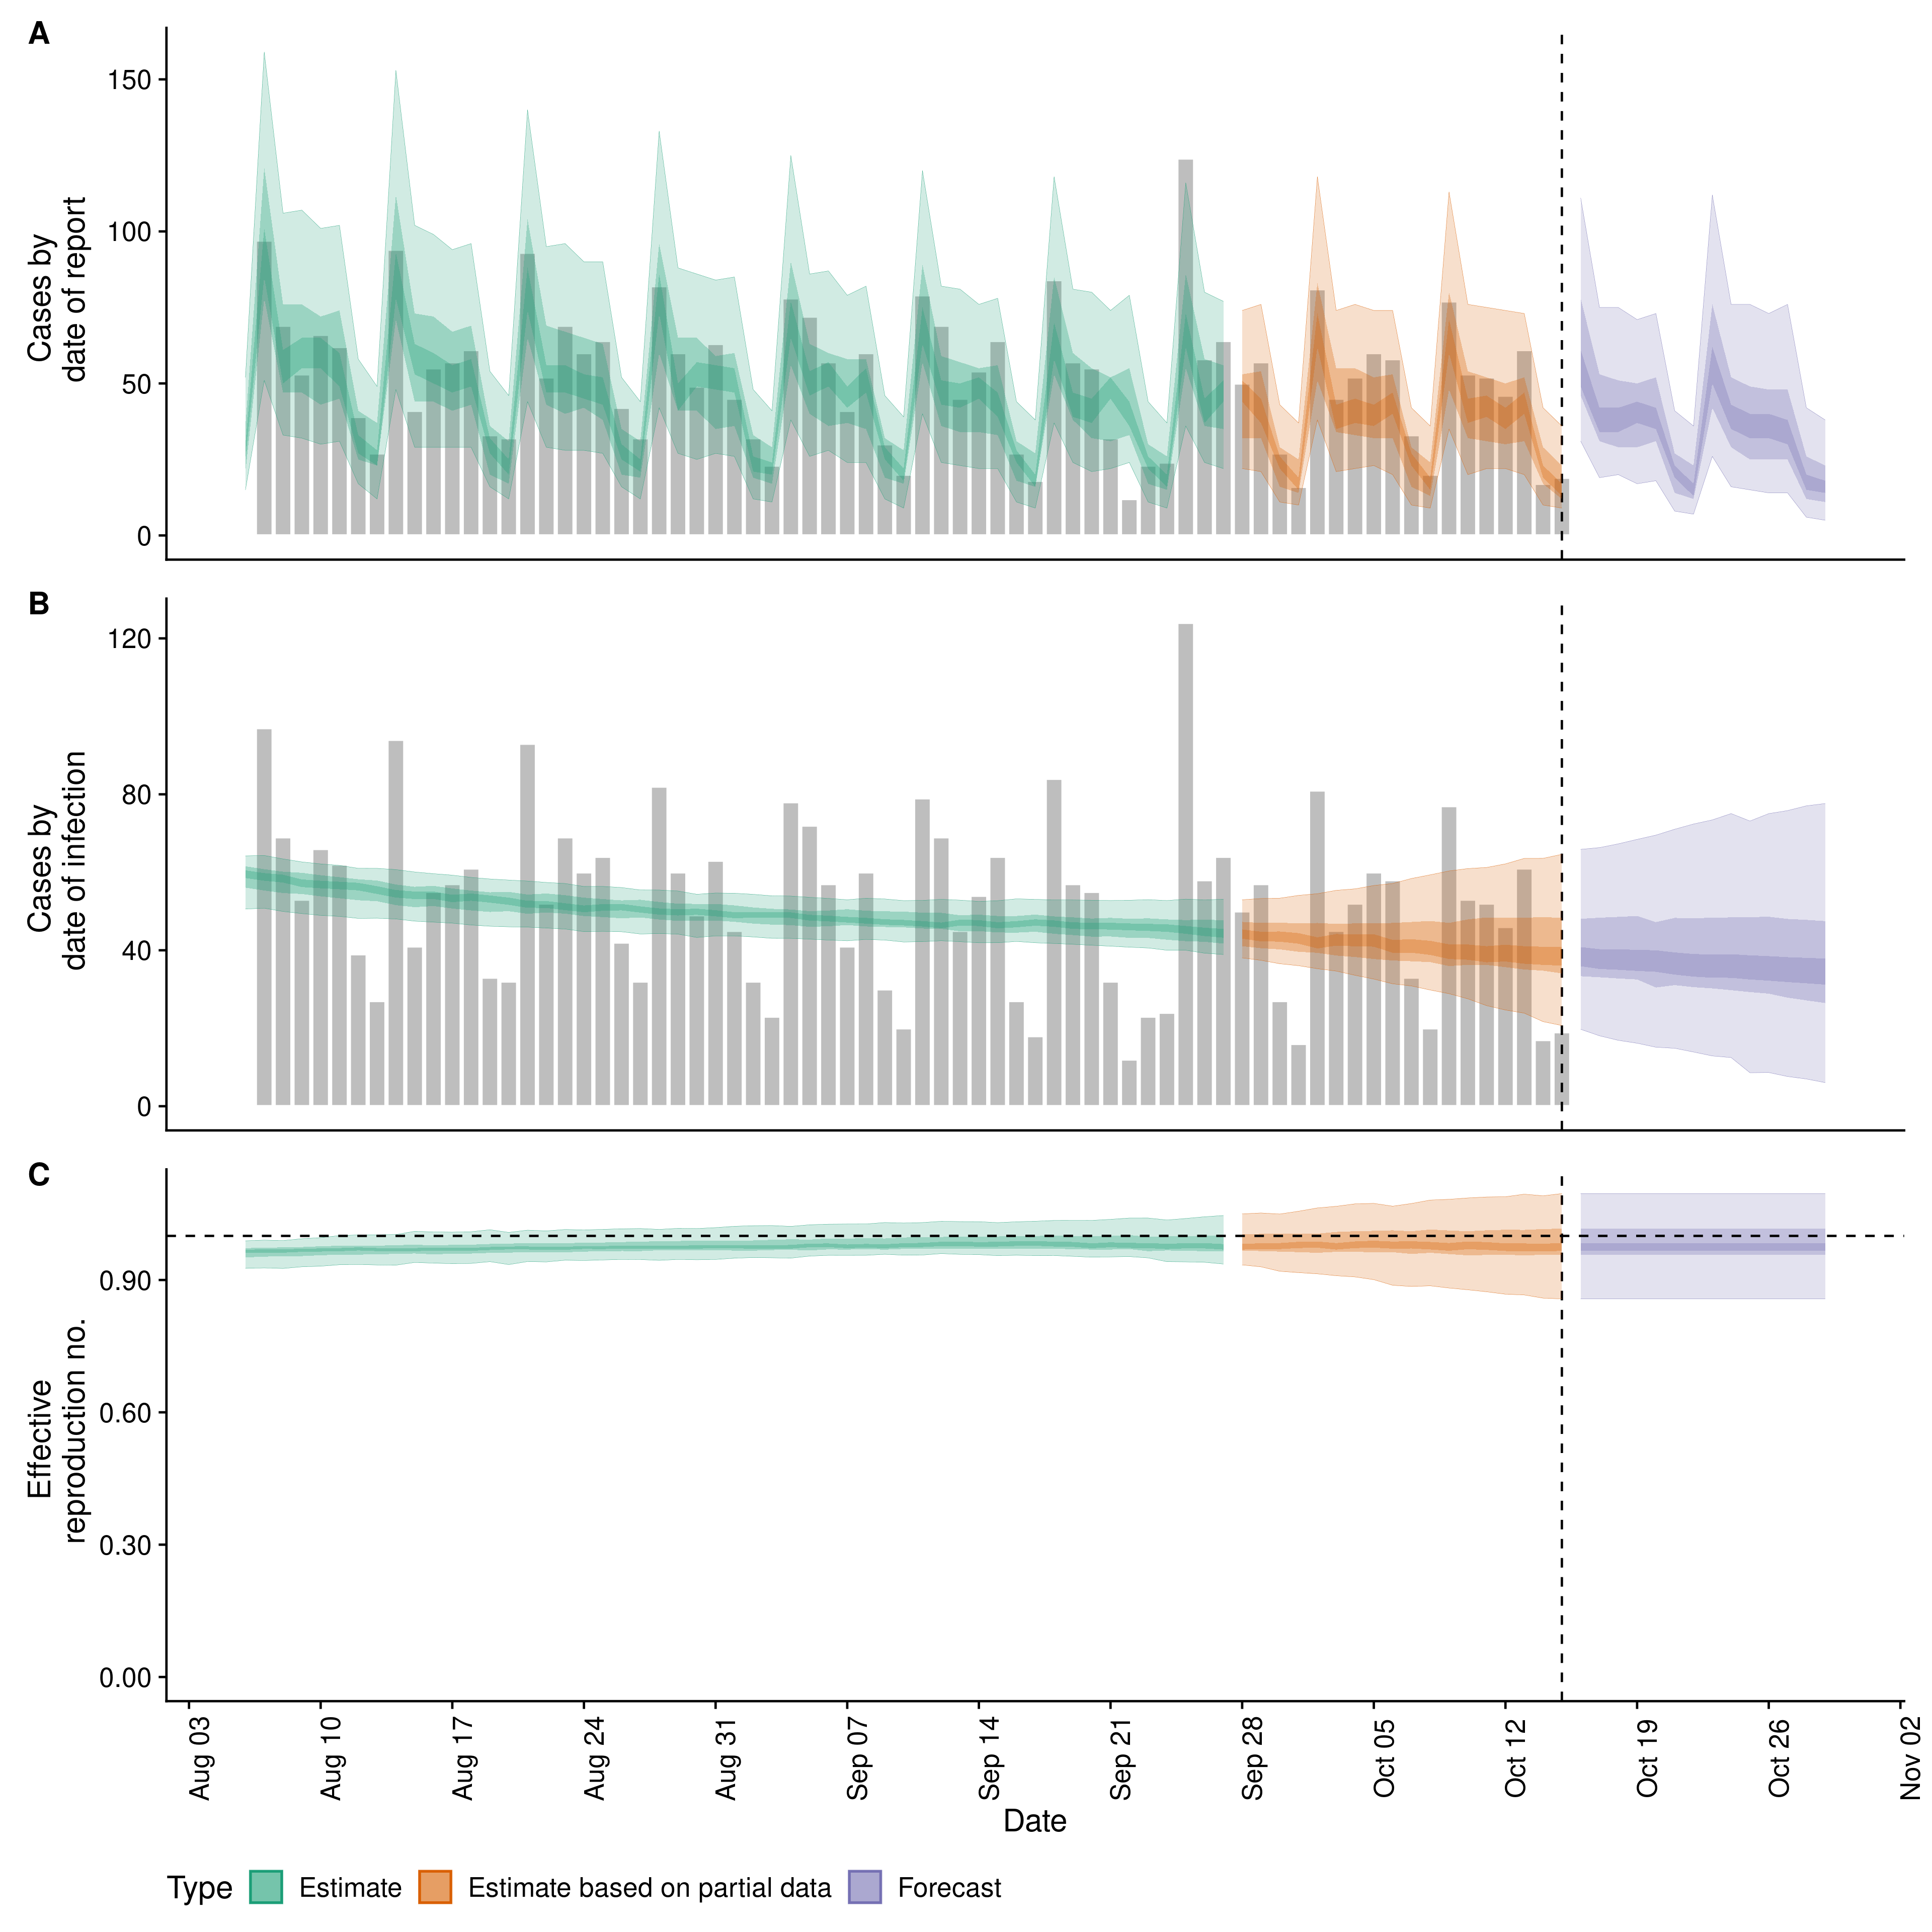 A
150
100
50
0
Cases by
date of report
B
120
80
40
0
Cases by
date of infection
C
0.90
0.60
0.30
0.00
Effective
reproduction no.
Aug 03
Aug 10
Aug 17
Aug 24
Aug 31
Sep 07
Sep 14
Sep 21
Sep 28
Oct 05
Oct 12
Oct 19
Oct 26
Nov 02
Date
Type Estimate Estimate based on partial data Forecast